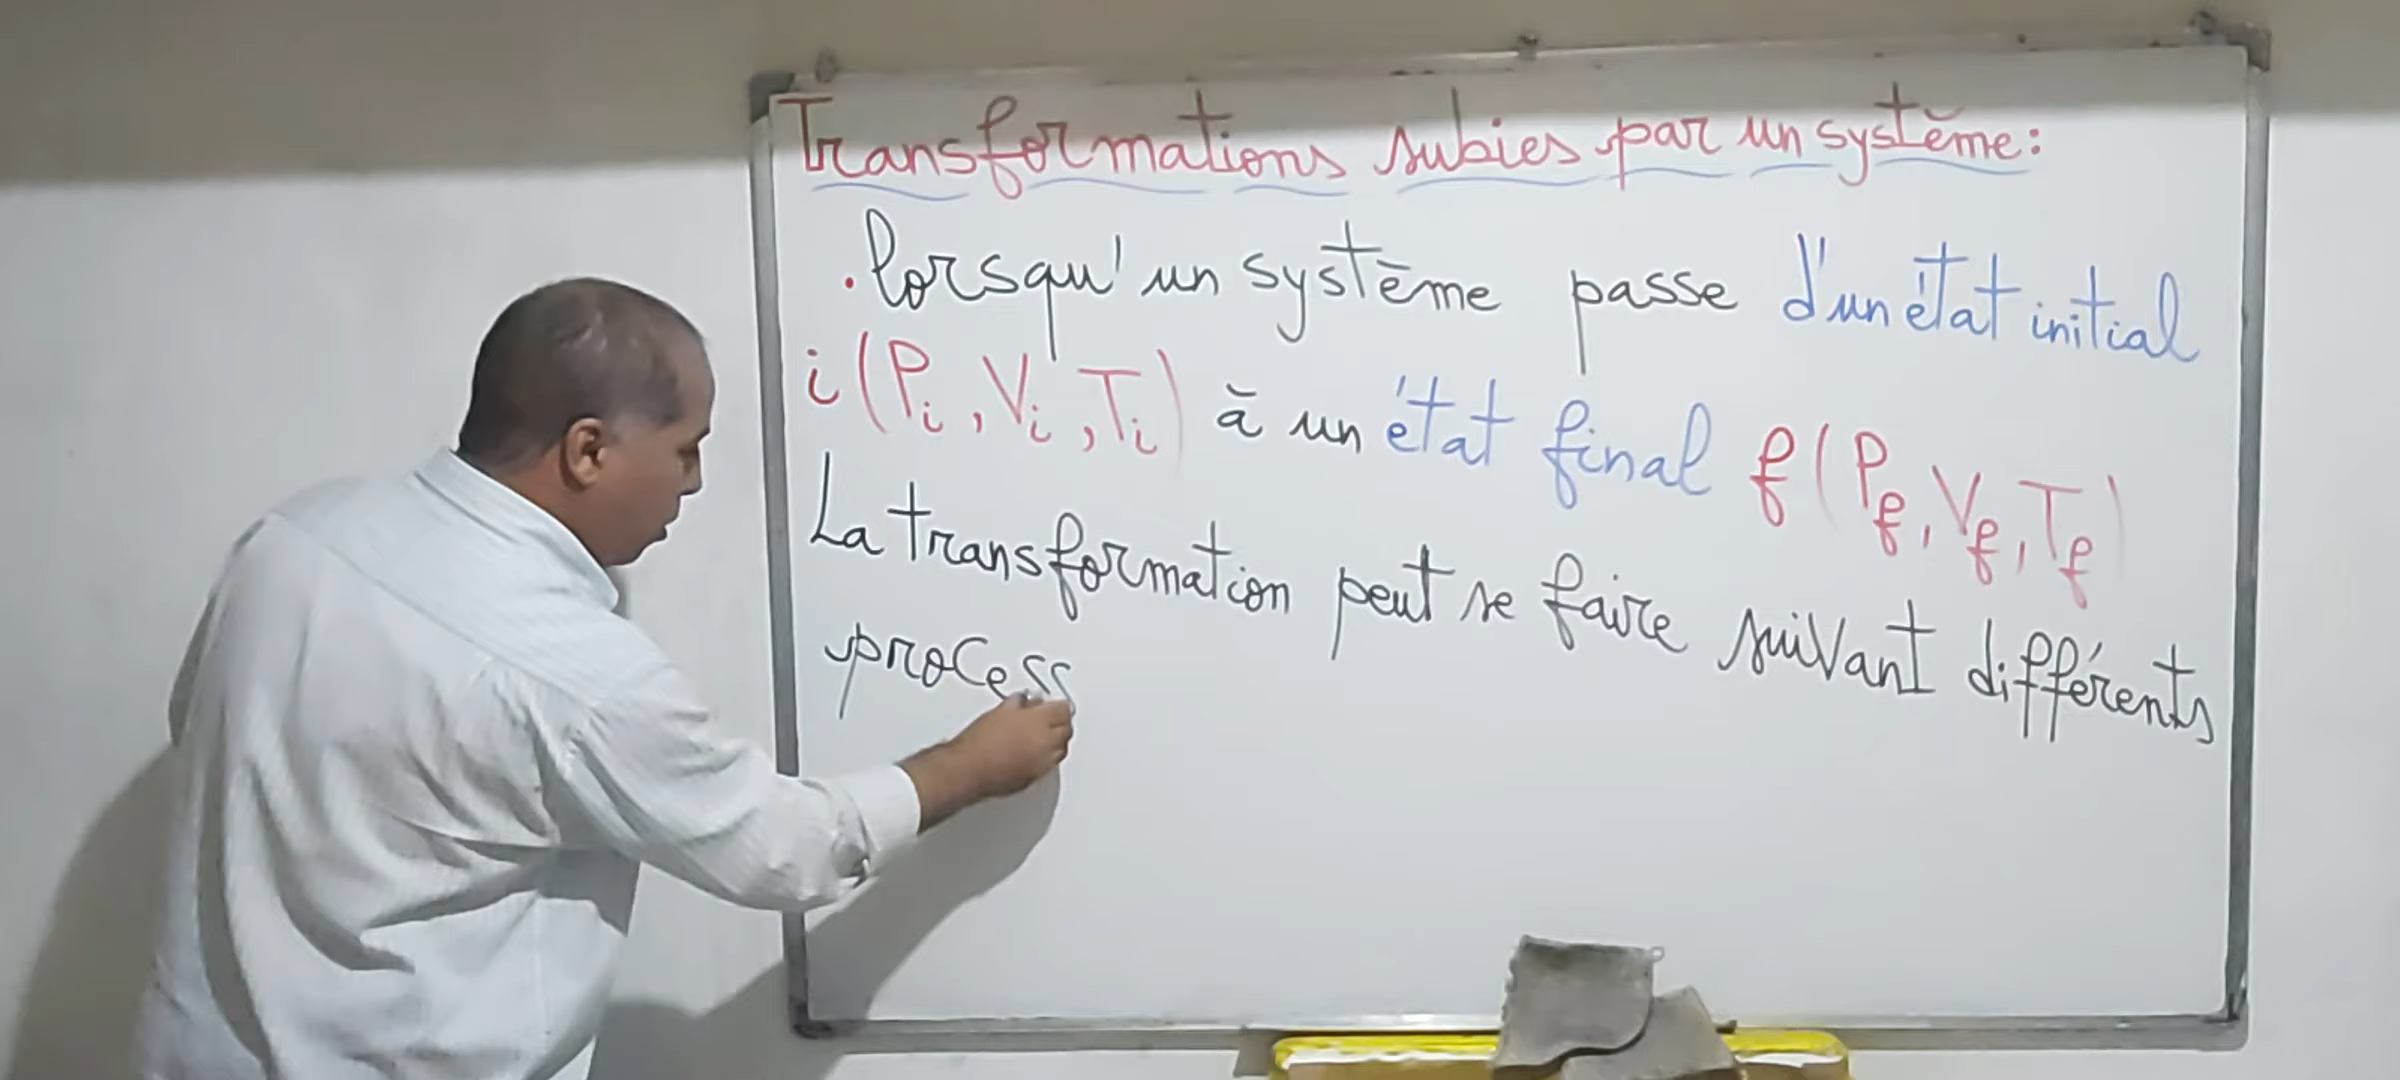 Transformations subies par un système:
.lorsqu'un système passe d'un état initial
i (Pi, Vi, Ti) à un état final f(Pf, Vf, Tf)
La transformation peut se faire suivant différents
process